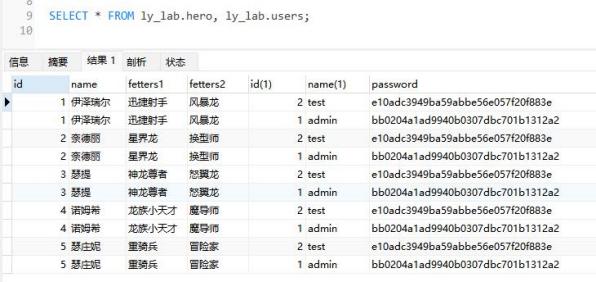 8
9 SELECT * FROM ly_lab.hero, ly_lab.users;
10
信息 摘要 结果 1 剖析 状态
id name fetters1 fetters2 id(1) name(1) password
1 伊泽瑞尔 迅捷射手 风暴龙 2 test e10adc3949ba59abbe56e057f20f883e
1 伊泽瑞尔 迅捷射手 风暴龙 1 admin bb0204a1ad9940b0307dbc701b1312a2
2 奈德丽 星界龙 换型师 2 test e10adc3949ba59abbe56e057f20f883e
2 奈德丽 星界龙 换型师 1 admin bb0204a1ad9940b0307dbc701b1312a2
3 瑟提 神龙尊者 怒翼龙 2 test e10adc3949ba59abbe56e057f20f883e
3 瑟提 神龙尊者 怒翼龙 1 admin bb0204a1ad9940b0307dbc701b1312a2
4 诺姆希 龙族小天才 魔导师 2 test e10adc3949ba59abbe56e057f20f883e
4 诺姆希 龙族小天才 魔导师 1 admin bb0204a1ad9940b0307dbc701b1312a2
5 瑟庄妮 重骑兵 冒险家 2 test e10adc3949ba59abbe56e057f20f883e
5 瑟庄妮 重骑兵 冒险家 1 admin bb0204a1ad9940b0307dbc701b1312a2